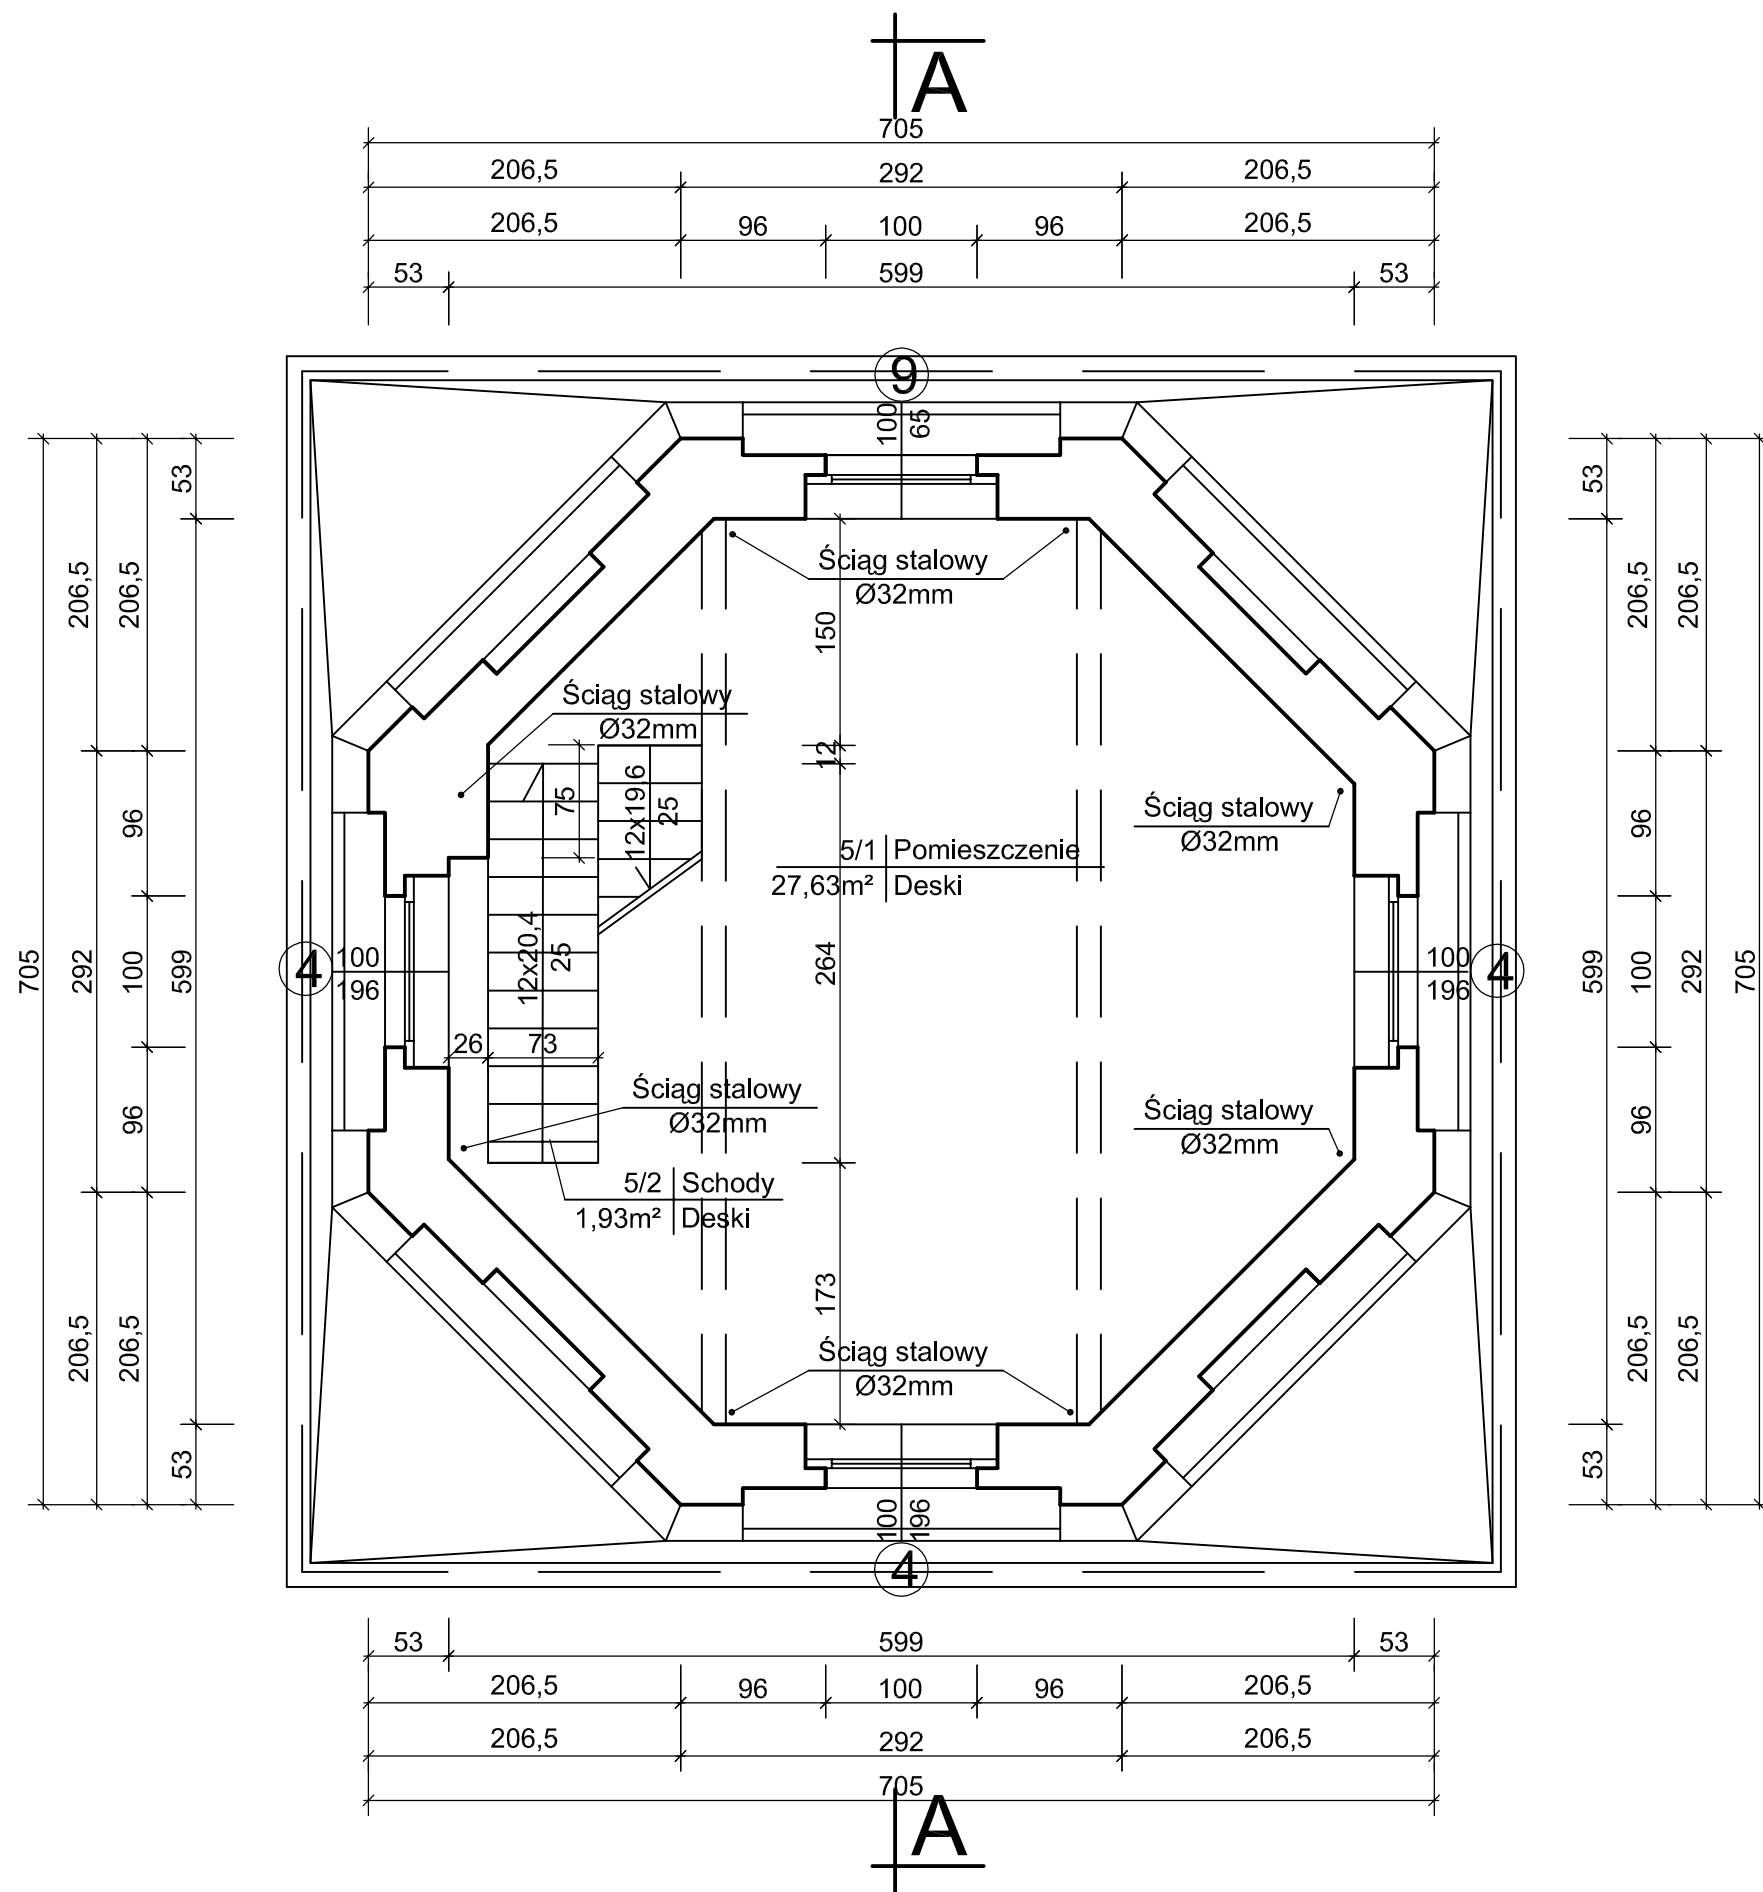 A
705
206,5 292 206,5
206,5 96 100 96 206,5
53 599 53
9
100
65
53
206,5
206,5
96
292
100
599
705
96
206,5
206,5
53
53
206,5
206,5
96
599
100
292
705
96
206,5
206,5
53
Ściąg stalowy
Ø32mm
150
12
264
173
Ściąg stalowy
Ø32mm
75
12x19,6
25
Ściąg stalowy
Ø32mm
5/1 Pomieszczenie
27,63m² Deski
12x20,4
25
4
100
196
100
196
4
26 73
Ściąg stalowy
Ø32mm
Ściąg stalowy
Ø32mm
5/2 Schody
1,93m² Deski
Ściąg stalowy
Ø32mm
100
196
4
53 599 53
206,5 96 100 96 206,5
206,5 292 206,5
705
A